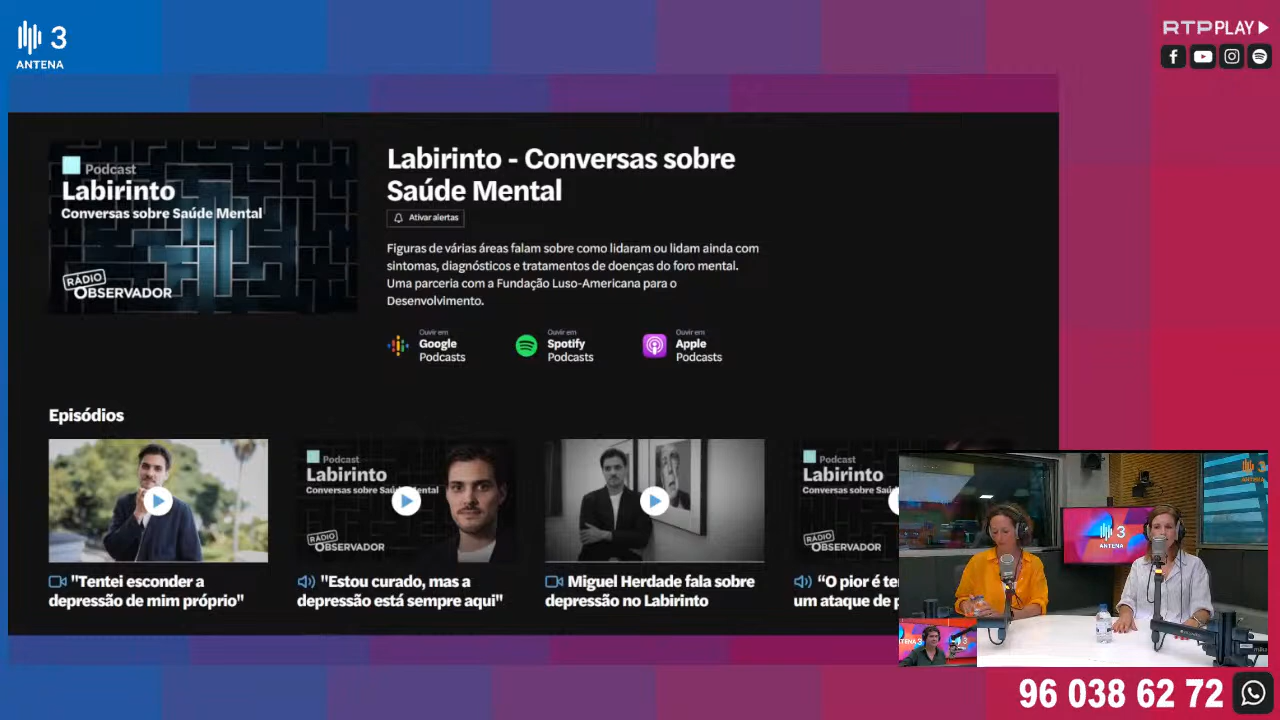 3
ANTENA
RTP PLAY
Podcast
Labirinto
Conversas sobre Saúde Mental
RÁDIO
OBSERVADOR
Labirinto - Conversas sobre
Saúde Mental
Ativar alertas
Figuras de várias áreas falam sobre como lidaram ou lidam ainda com
sintomas, diagnósticos e tratamentos de doenças do foro mental.
Uma parceria com a Fundação Luso-Americana para o
Desenvolvimento.
Ouvir em
Google
Podcasts
Ouvir em
Spotify
Podcasts
Ouvir em
Apple
Podcasts
Episódios
Podcast
Labirinto
Conversas sobre Saúde Mental
RÁDIO
OBSERVADOR
Podcast
Labirinto
Conversas sobre
RÁDIO
OBSERVADOR
"Tentei esconder a
depressão de mim próprio"
"Estou curado, mas a
depressão está sempre aqui"
Miguel Herdade fala sobre
depressão no Labirinto
“O pior é
um ataque de
3
ANTENA
3
ANTENA
96 038 62 72